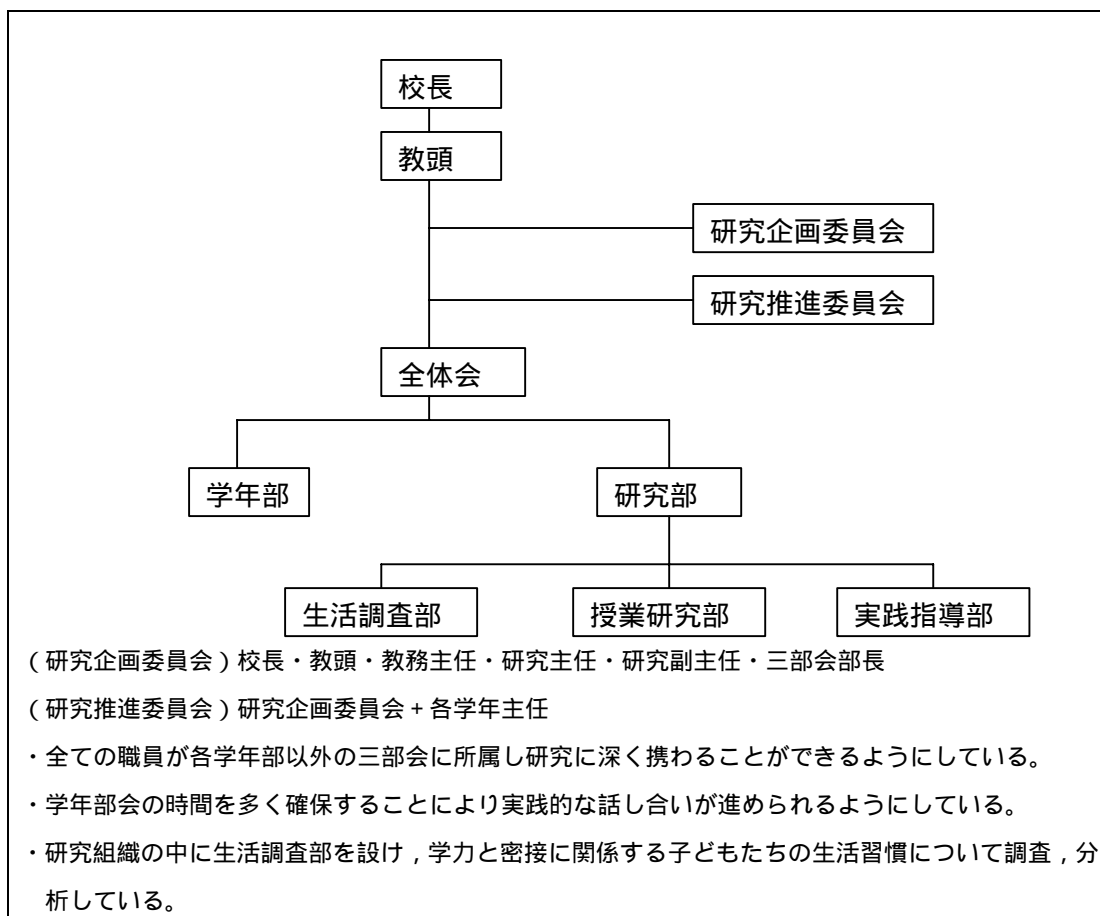 校長
教頭
研究企画委員会
研究推進委員会
全体会
学年部
研究部
生活調査部
授業研究部
実践指導部
(研究企画委員会)校長・教頭・教務主任・研究主任・研究副主任・三部会部長
(研究推進委員会)研究企画委員会+各学年主任
・全ての職員が各学年部以外の三部会に所属し研究に深く携わることができるようにしている。
・学年部会の時間を多く確保することにより実践的な話し合いが進められるようにしている。
・研究組織の中に生活調査部を設け,学力と密接に関係する子どもたちの生活習慣について調査,分
析している。